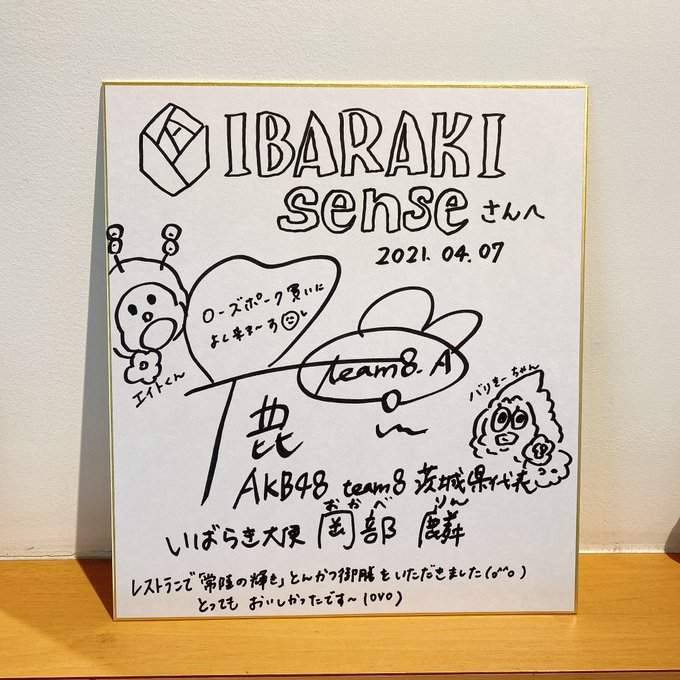 IBARAKI
sense さんへ
2021.04.07
ローズポーク買いに
よし来ま〜す
エイトくん
team8.A
バリキーちゃん
鹿
AKB48 team8 茨城県代表
おかべ りん
いばらき大使 岡部 麟
レストランで「常陸の輝き」とんかつ御膳をいただきました(o^^o)
とっても おいしかったです〜(OVO)